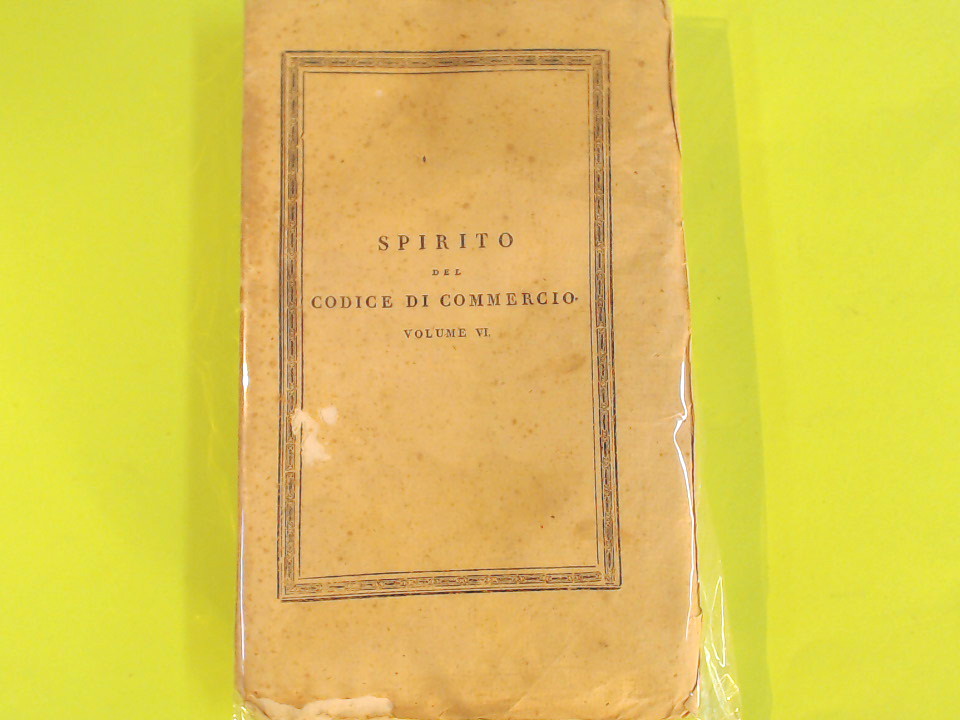 SPIRITO
DEL
CODICE DI COMMERCIO.
VOLUME VI.